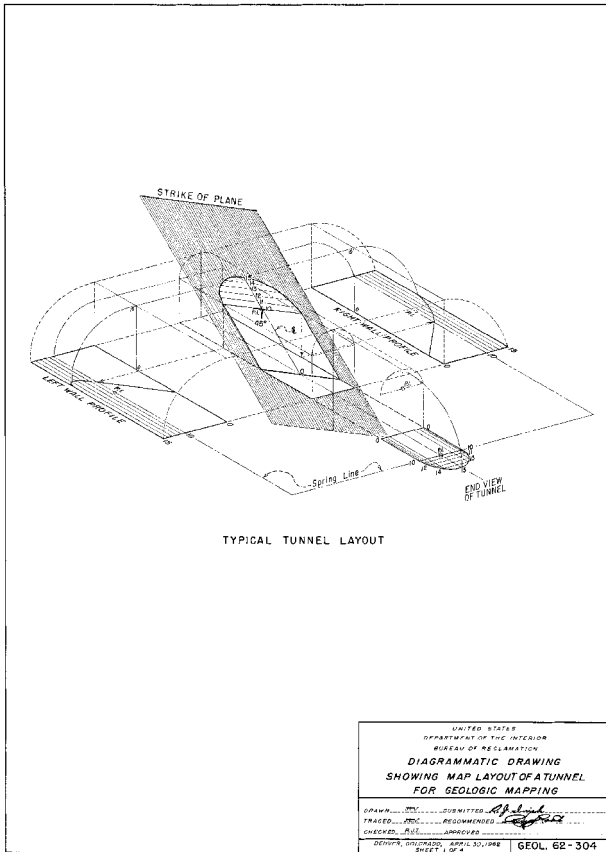 STRIKE OF PLANE
RIGHT WALL PROFILE
LEFT WALL PROFILE
Spring Line
END VIEW
OF TUNNEL
TYPICAL TUNNEL LAYOUT
UNITED STATES
DEPARTMENT OF THE INTERIOR
BUREAU OF RECLAMATION
DIAGRAMMATIC DRAWING
SHOWING MAP LAYOUT OF A TUNNEL
FOR GEOLOGIC MAPPING
DRAWN SUBMITTED
TRACED RECOMMENDED
CHECKED APPROVED
DENVER, COLORADO, APRIL 30, 1968
SHEET 1 OF 4
GEOL. 62-304